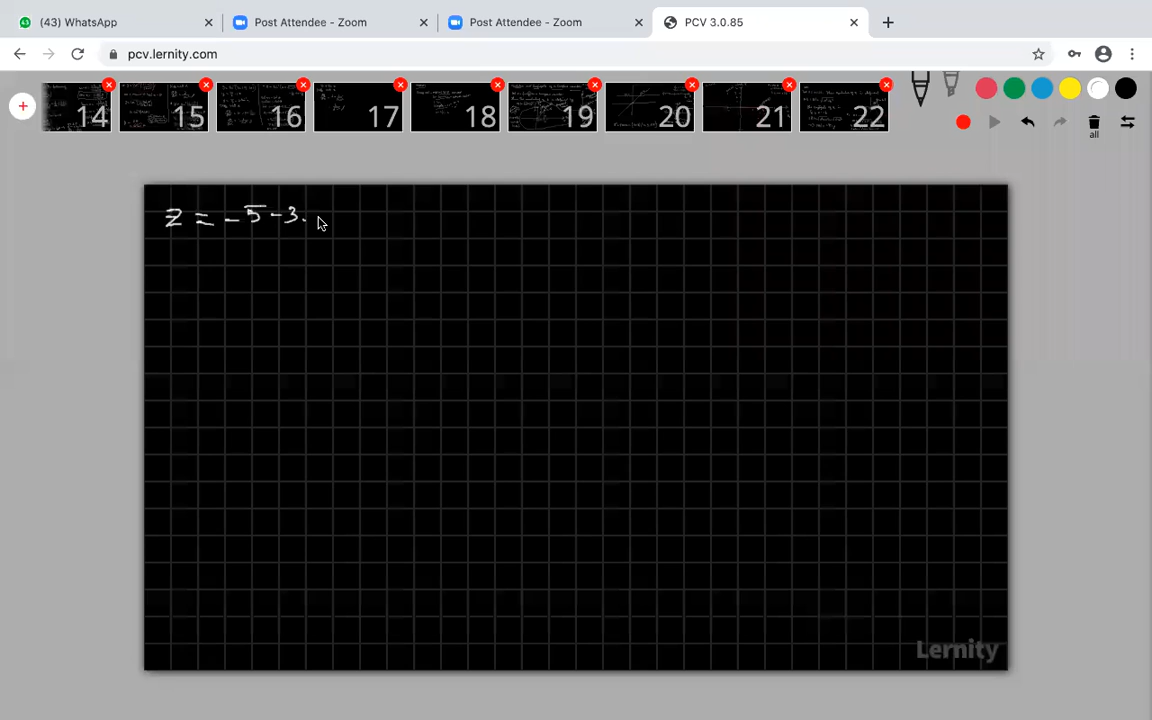 (43) WhatsApp
Post Attendee - Zoom
Post Attendee - Zoom
PCV 3.0.85
pcv.lernity.com
14
15
16
17
18
19
20
21
22
all
z = -5 - 3.
Lernity